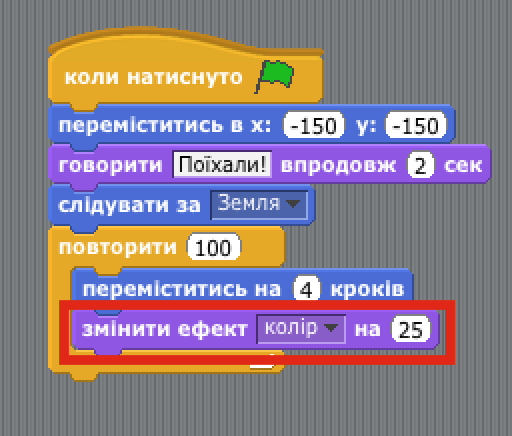 коли натиснуто
переміститись в x: -150 y: -150
говорити Поїхали! впродовж 2 сек
слідувати за Земля
повторити 100
переміститись на 4 кроків
змінити ефект колір на 25